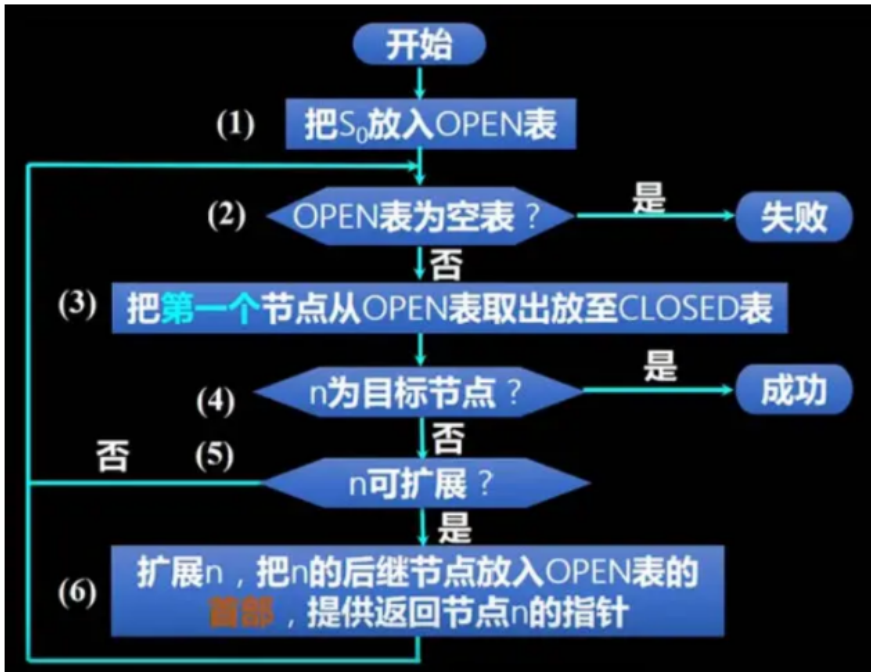 开始
(1) 把S₀放入OPEN表
(2) OPEN表为空表？ 是 失败
否
(3) 把第一个节点从OPEN表取出放至CLOSED表
(4) n为目标节点？ 是 成功
否
否 (5) n可扩展？
是
(6) 扩展n，把n的后继节点放入OPEN表的
首部，提供返回节点n的指针